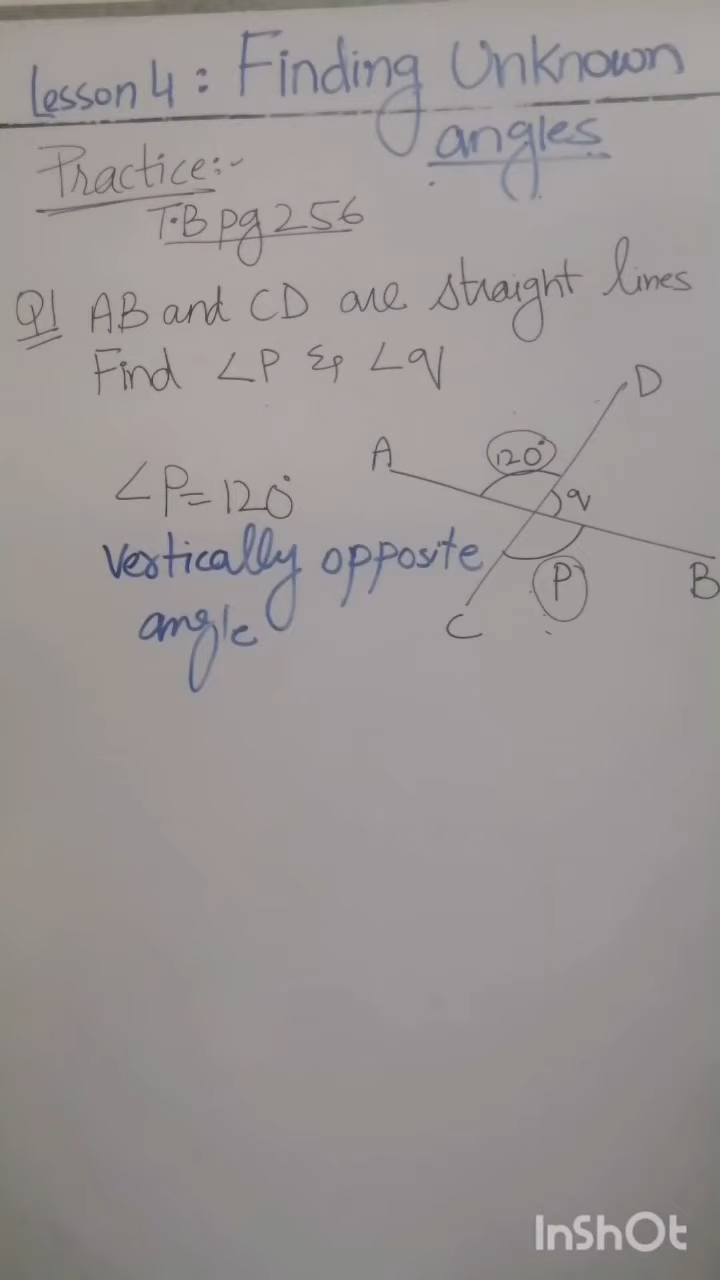 Lesson 4 : Finding Unknown
angles
Practice:-
T.B pg 256
Q1 AB and CD are straight lines
Find ∠P & ∠q
D
A
120°
q
∠P = 120°
vertically opposite
angle
P
B
C
InShOt